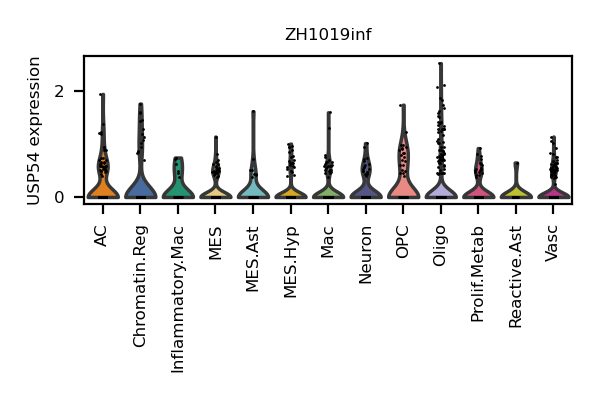 ZH1019inf
USP54 expression
2
0
AC
Chromatin.Reg
Inflammatory.Mac
MES
MES.Ast
MES.Hyp
Mac
Neuron
OPC
Oligo
Prolif.Metab
Reactive.Ast
Vasc